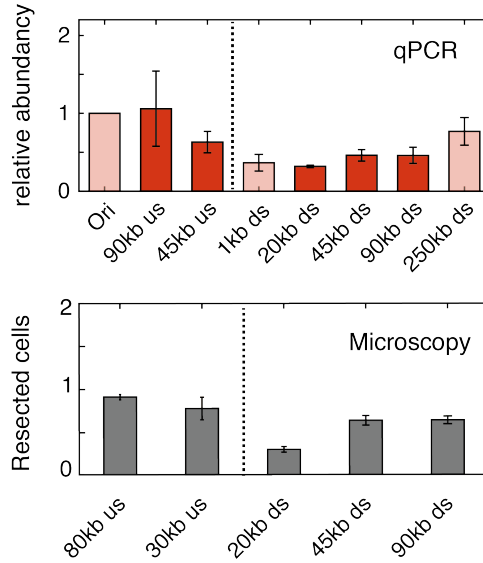 relative abundancy
2
1
0
qPCR
Ori
90kb us
45kb us
1kb ds
20kb ds
45kb ds
90kb ds
250kb ds
Resected cells
2
1
0
Microscopy
80kb us
30kb us
20kb ds
45kb ds
90kb ds